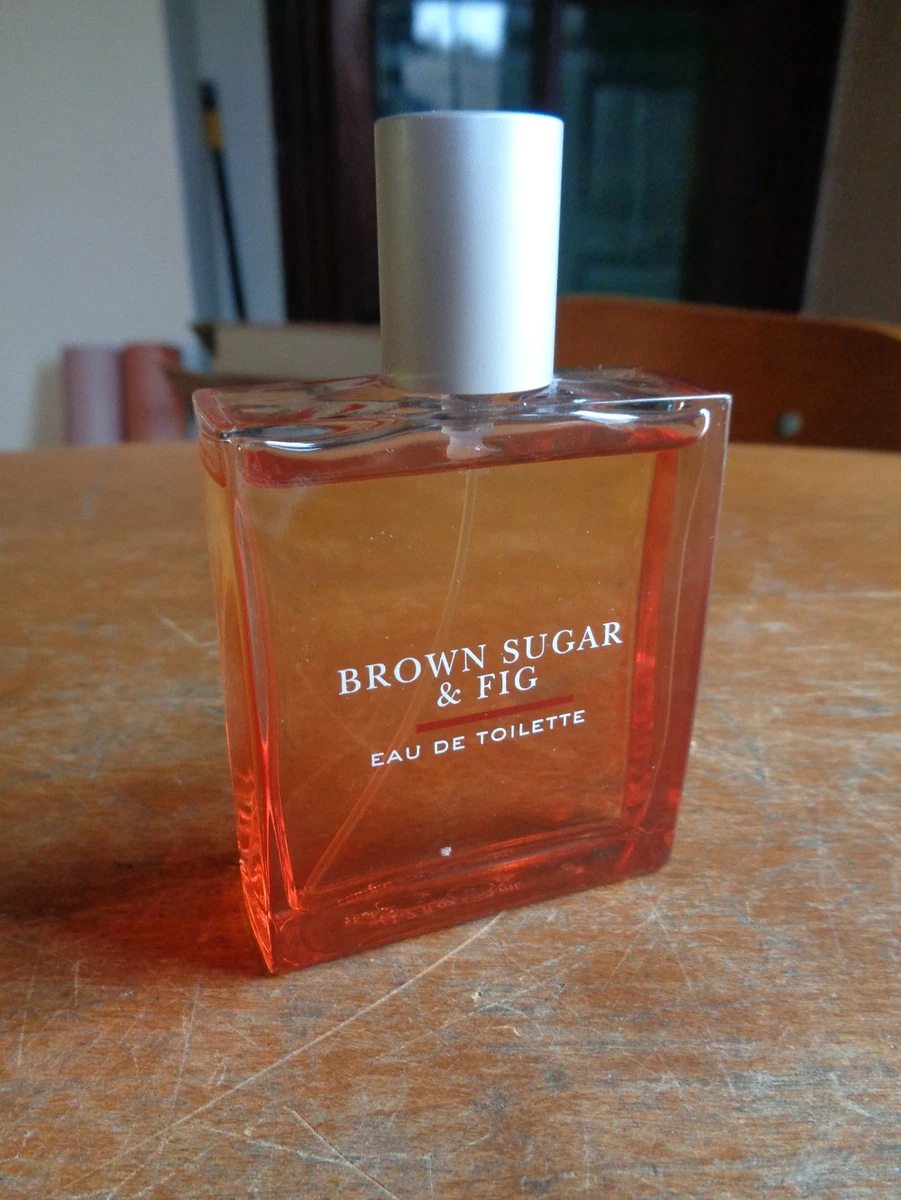 BROWN SUGAR
& FIG
EAU DE TOILETTE